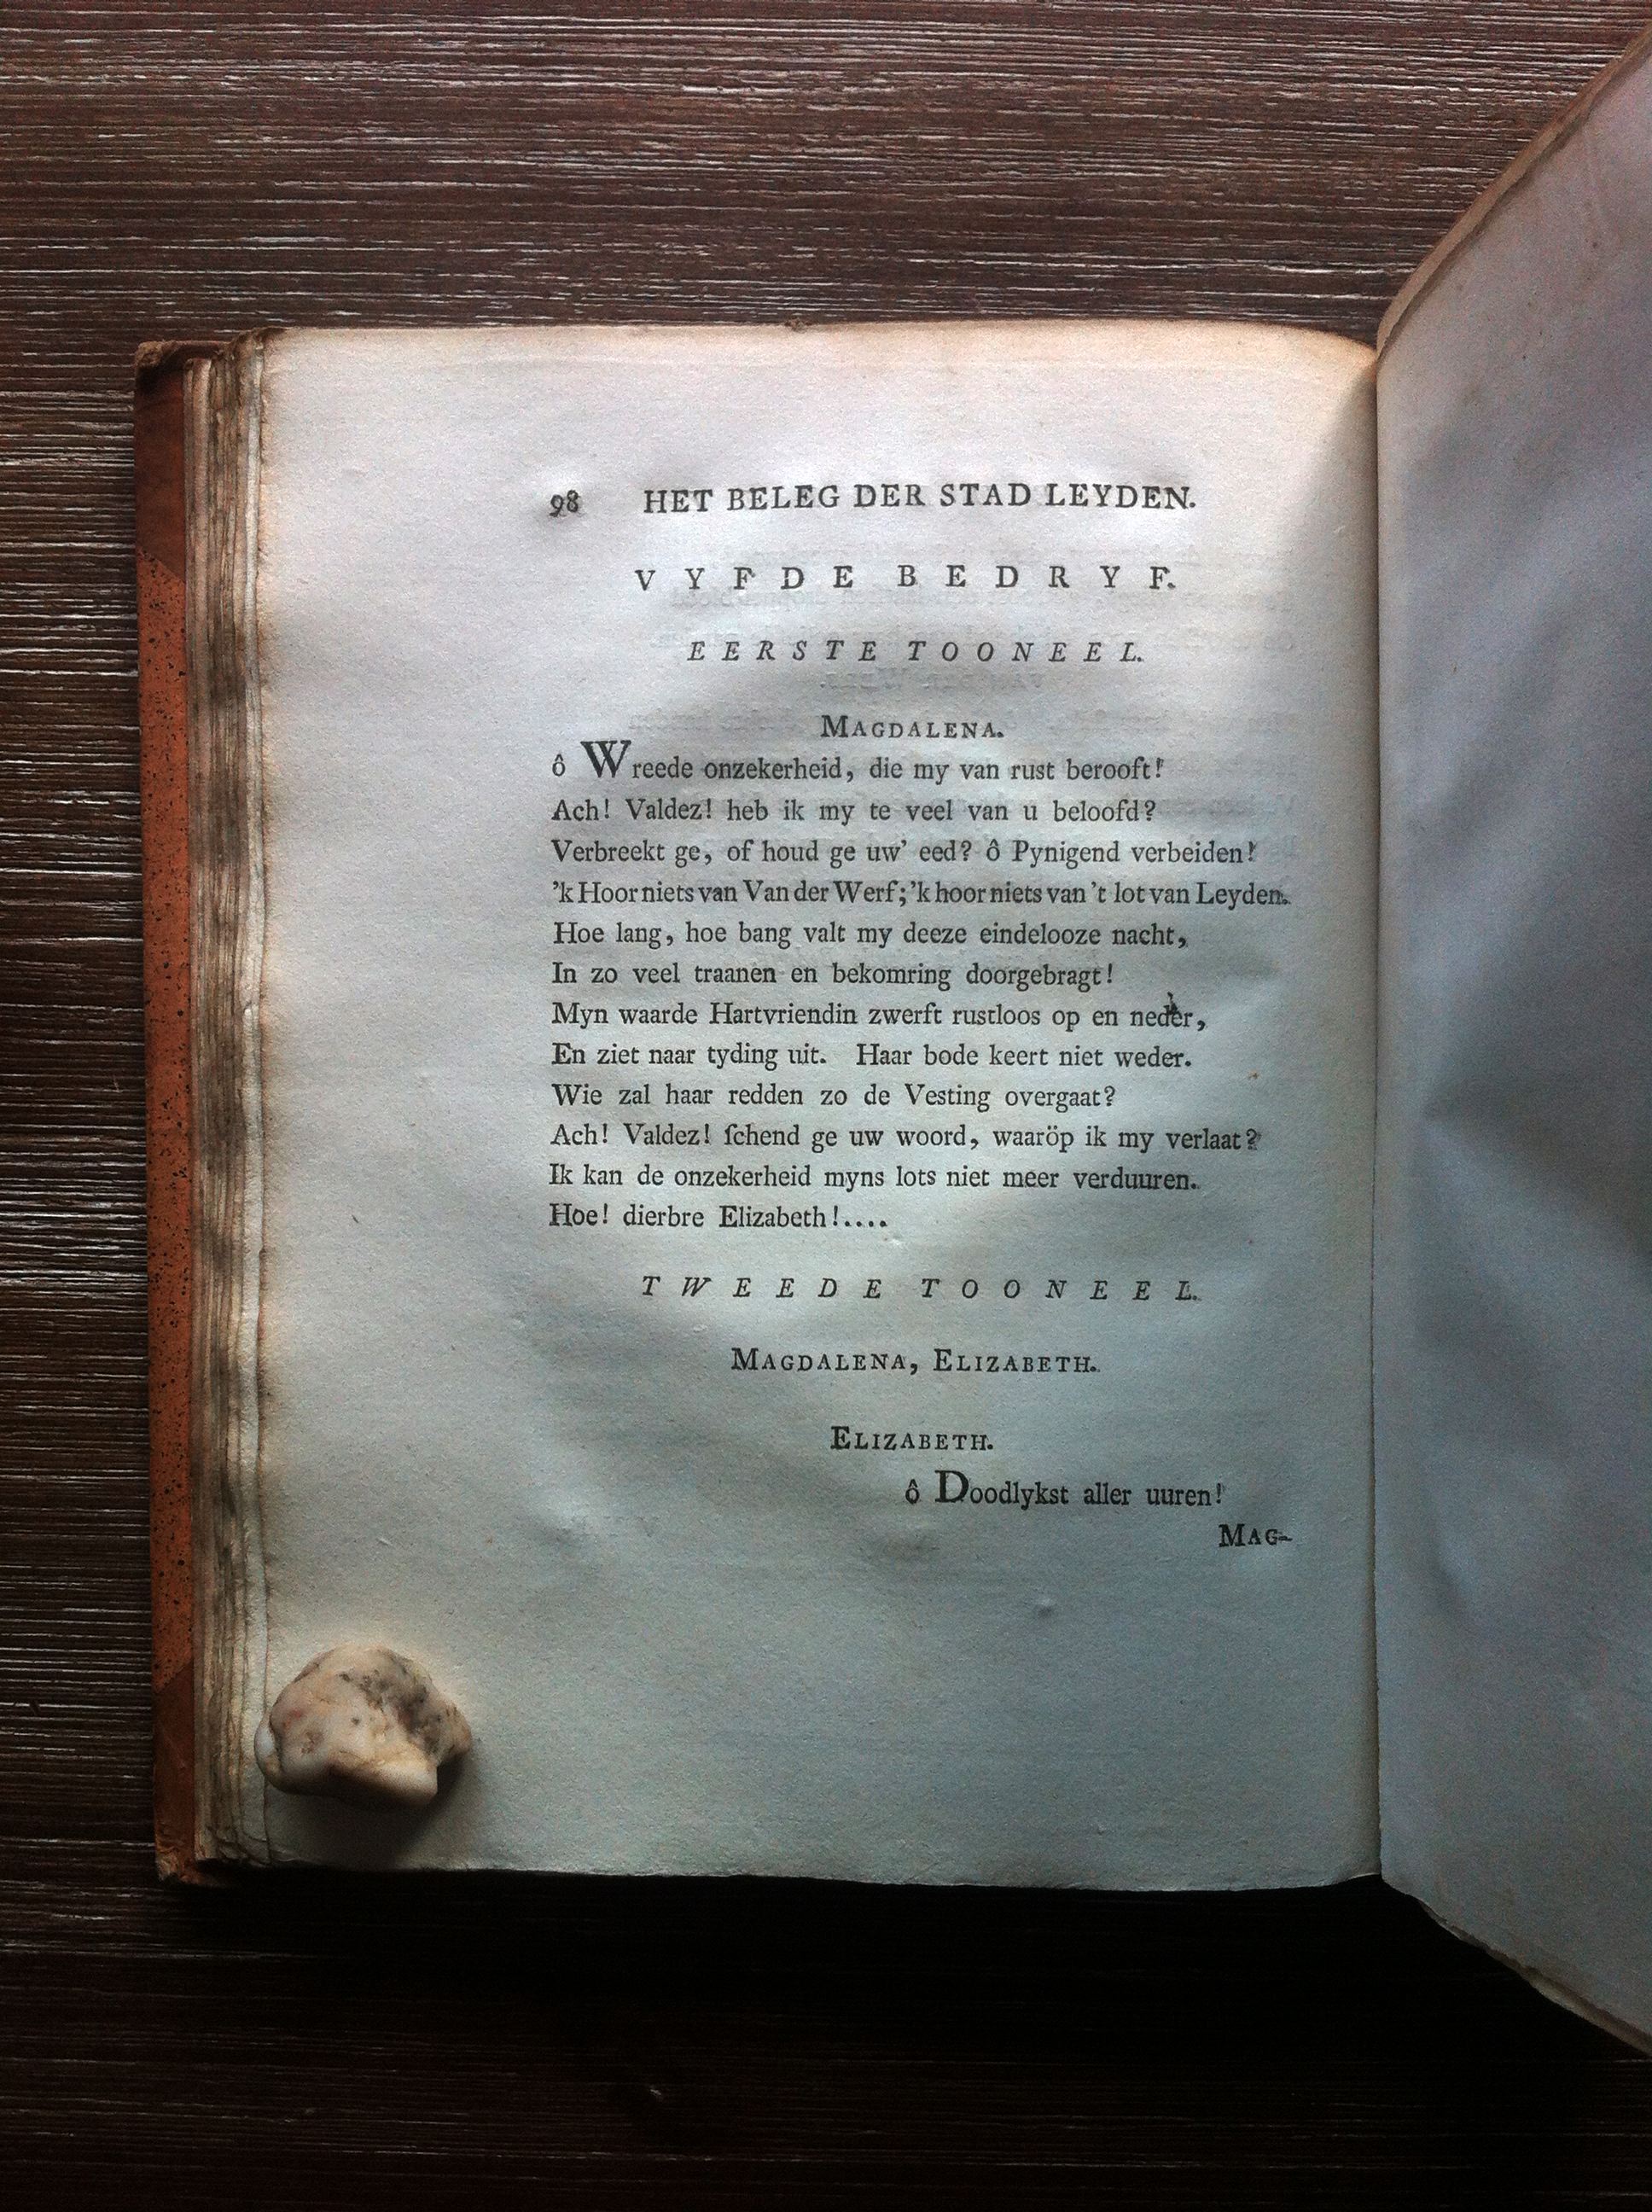 98 HET BELEG DER STAD LEYDEN.
VYFDE BEDRYF.
EERSTE TOONEEL.
MAGDALENA.
ô Wreede onzekerheid, die my van rust berooft!
Ach! Valdez! heb ik my te veel van u beloofd?
Verbreekt ge, of houd ge uw' eed? ô Pynigend verbeiden!
'k Hoor niets van Van der Werf; 'k hoor niets van 't lot van Leyden.
Hoe lang, hoe bang valt my deeze eindelooze nacht,
In zo veel traanen en bekomring doorgebragt!
Myn waarde Hartvriendin zwerft rustloos op en neder,
En ziet naar tyding uit. Haar bode keert niet weder.
Wie zal haar redden zo de Vesting overgaat?
Ach! Valdez! ſchend ge uw woord, waaröp ik my verlaat?
Ik kan de onzekerheid myns lots niet meer verduuren.
Hoe! dierbre Elizabeth!....
TWEEDE TOONEEL.
MAGDALENA, ELIZABETH.
ELIZABETH.
ô Doodlykst aller uuren!
MAG-